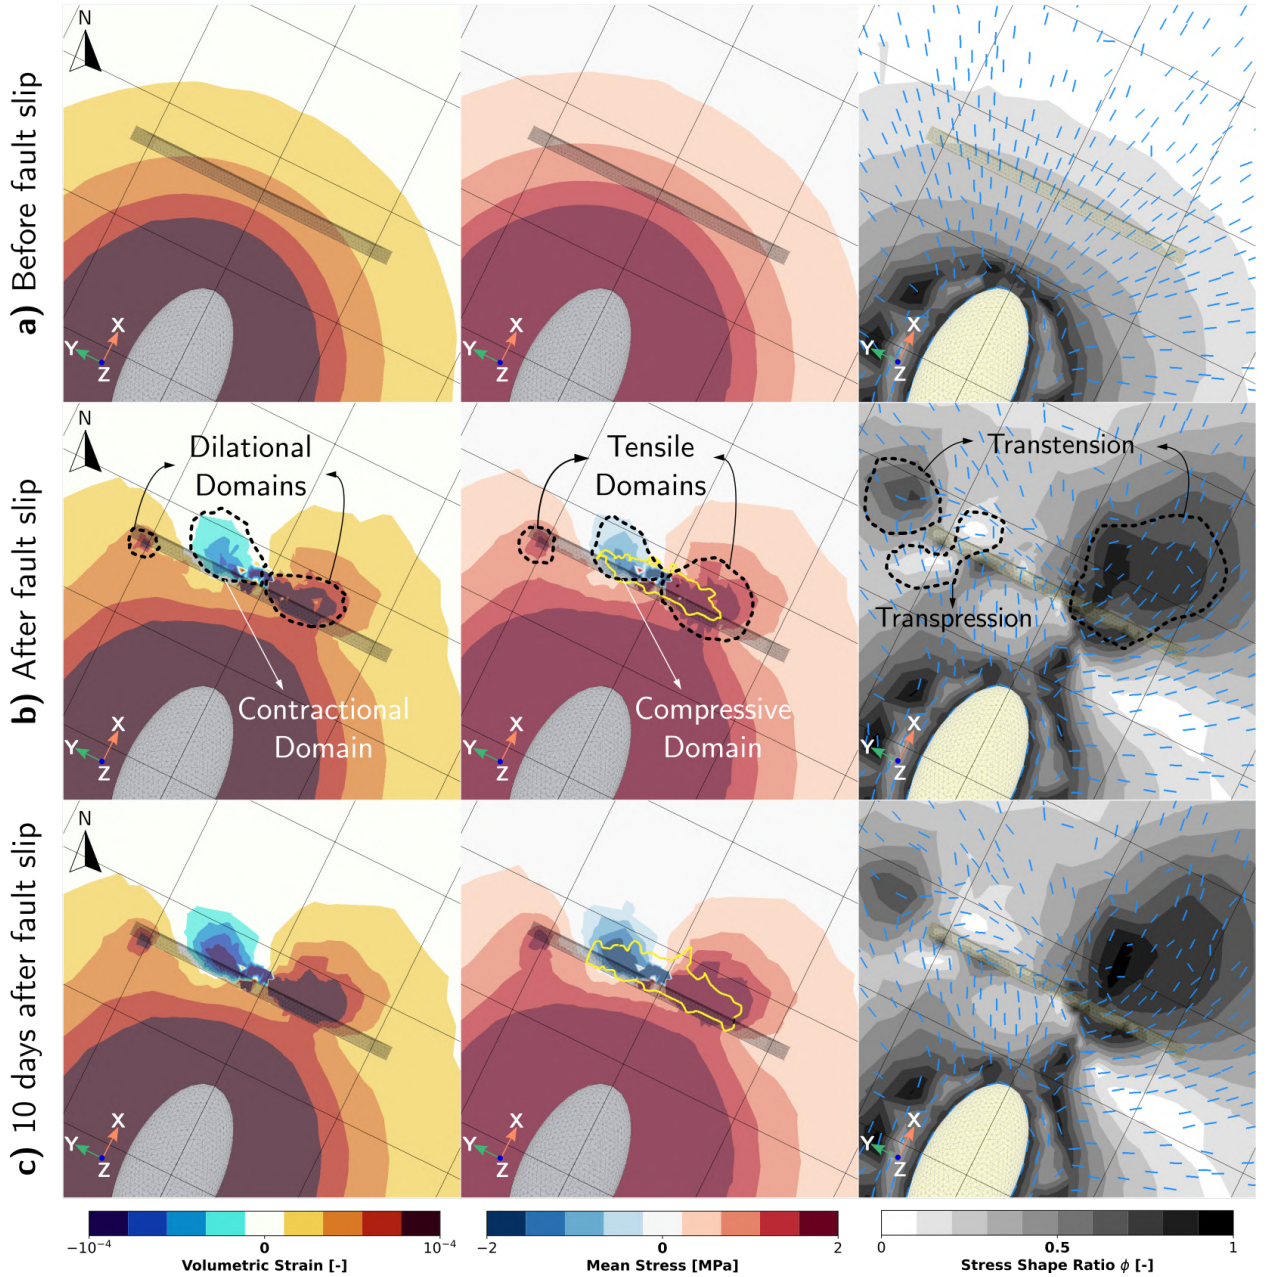 a) Before fault slip
N
X
Y
Z
X
Y
Z
X
Y
Z
b) After fault slip
N
Dilational
Domains
Contractional
Domain
X
Y
Z
Tensile
Domains
Compressive
Domain
X
Y
Z
Transtension
Transpression
X
Y
Z
c) 10 days after fault slip
N
X
Y
Z
X
Y
Z
X
Y
Z
−10⁻⁴ 0 10⁻⁴
Volumetric Strain [-]
−2 0 2
Mean Stress [MPa]
0 0.5 1
Stress Shape Ratio ϕ [-]